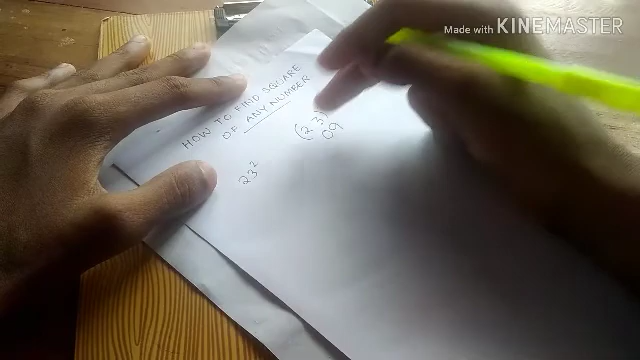 Made with KINEMASTER
HOW TO FIND SQUARE
OF ANY NUMBER
(2 3)
09
23²